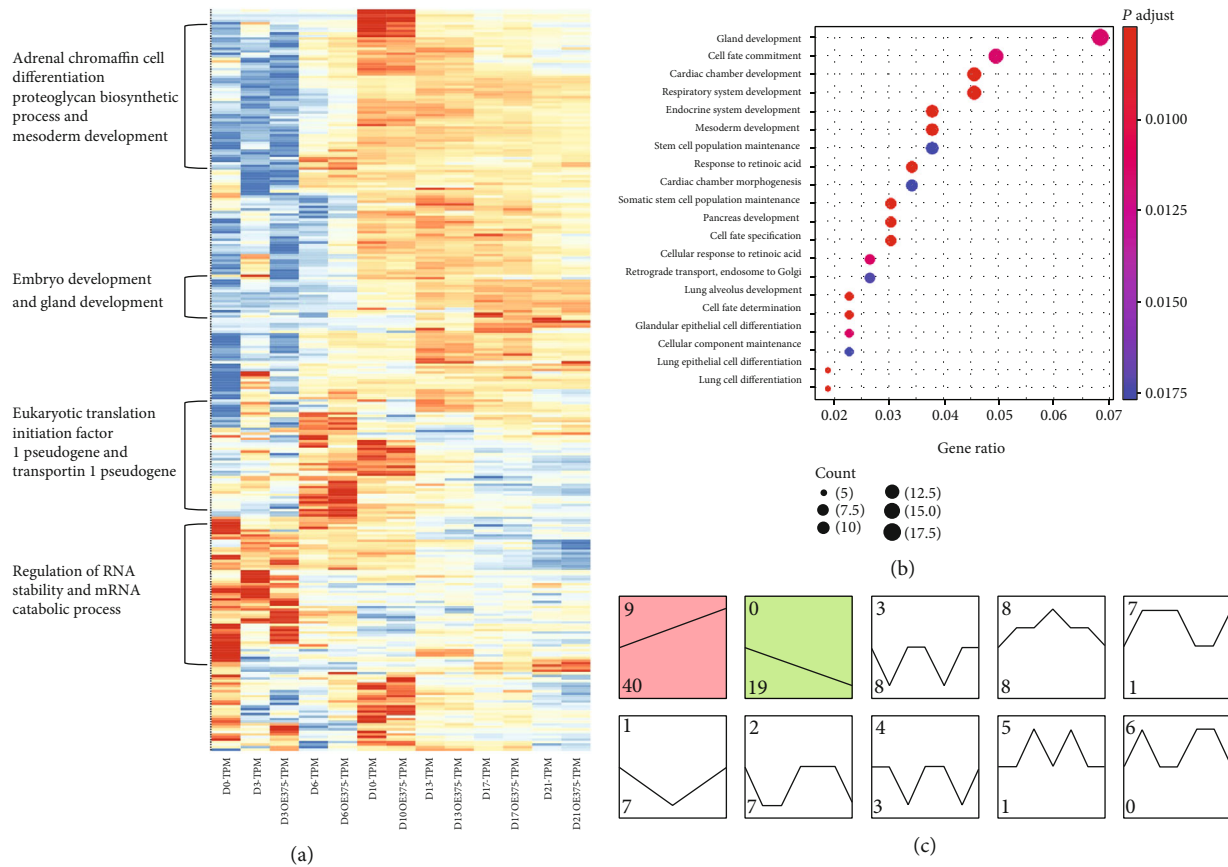 Adrenal chromaffin cell
differentiation
proteoglycan biosynthetic
process and
mesoderm development
Embryo development
and gland development
Eukaryotic translation
initiation factor
1 pseudogene and
transportin 1 pseudogene
Regulation of RNA
stability and mRNA
catabolic process
D0-TPM
D3-TPM
D3OE375-TPM
D6-TPM
D6OE375-TPM
D10-TPM
D10OE375-TPM
D13-TPM
D13OE375-TPM
D17-TPM
D17OE375-TPM
D21-TPM
D21OE375-TPM
(a)
Gland development
Cell fate commitment
Cardiac chamber development
Respiratory system development
Endocrine system development
Mesoderm development
Stem cell population maintenance
Response to retinoic acid
Cardiac chamber morphogenesis
Somatic stem cell population maintenance
Pancreas development
Cell fate specification
Cellular response to retinoic acid
Retrograde transport, endosome to Golgi
Lung alveolus development
Cell fate determination
Glandular epithelial cell differentiation
Cellular component maintenance
Lung epithelial cell differentiation
Lung cell differentiation
0.02 0.03 0.04 0.05 0.06 0.07
Gene ratio
P adjust
0.0100
0.0125
0.0150
0.0175
Count
(5)
(7.5)
(10)
(12.5)
(15.0)
(17.5)
(b)
9
40
0
19
3
8
8
8
7
1
1
7
2
7
4
3
5
1
6
0
(c)